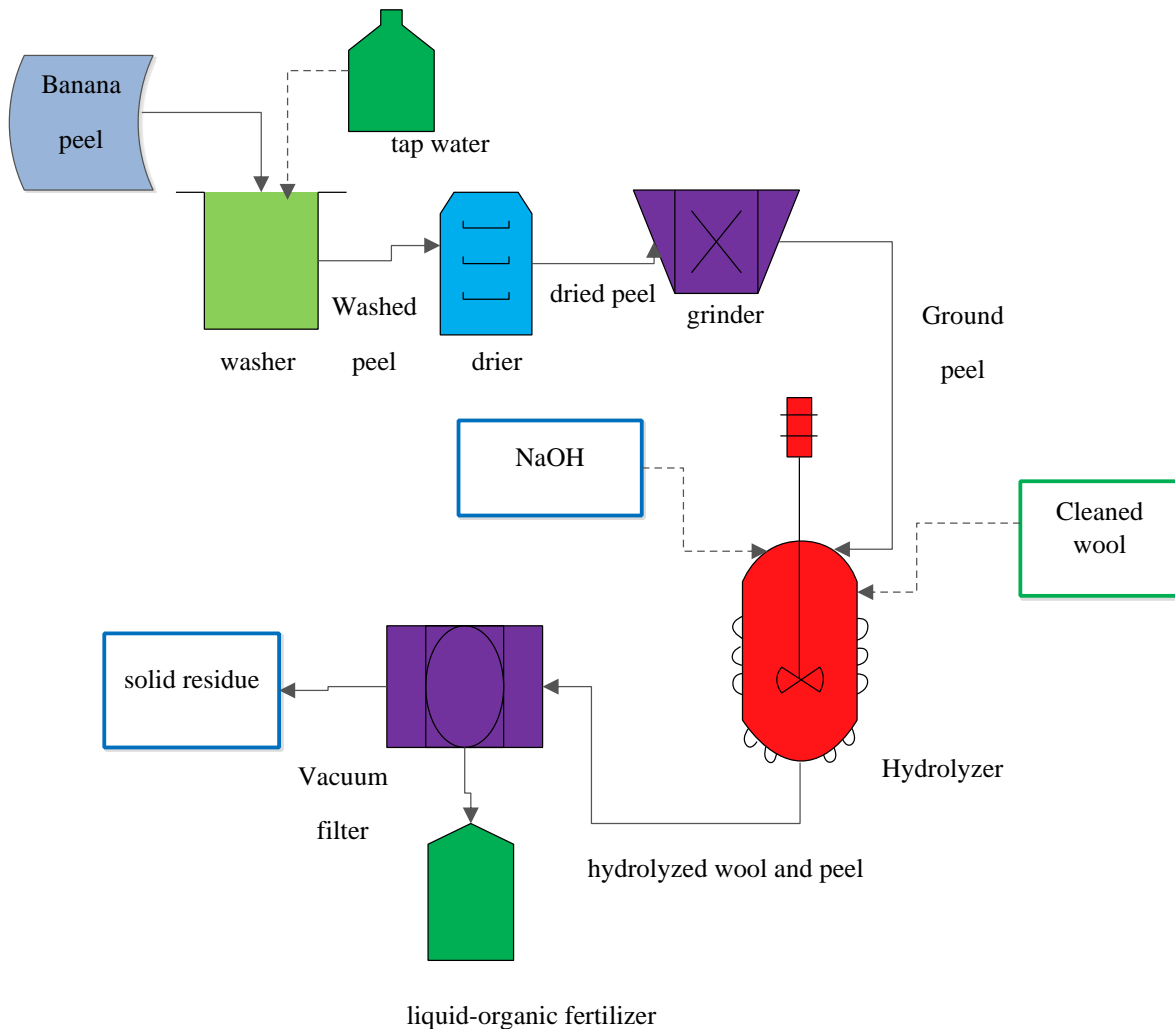 Banana
peel
tap water
washer
Washed
peel
drier
dried peel
grinder
Ground
peel
NaOH
Cleaned
wool
Hydrolyzer
hydrolyzed wool and peel
Vacuum
filter
solid residue
liquid-organic fertilizer